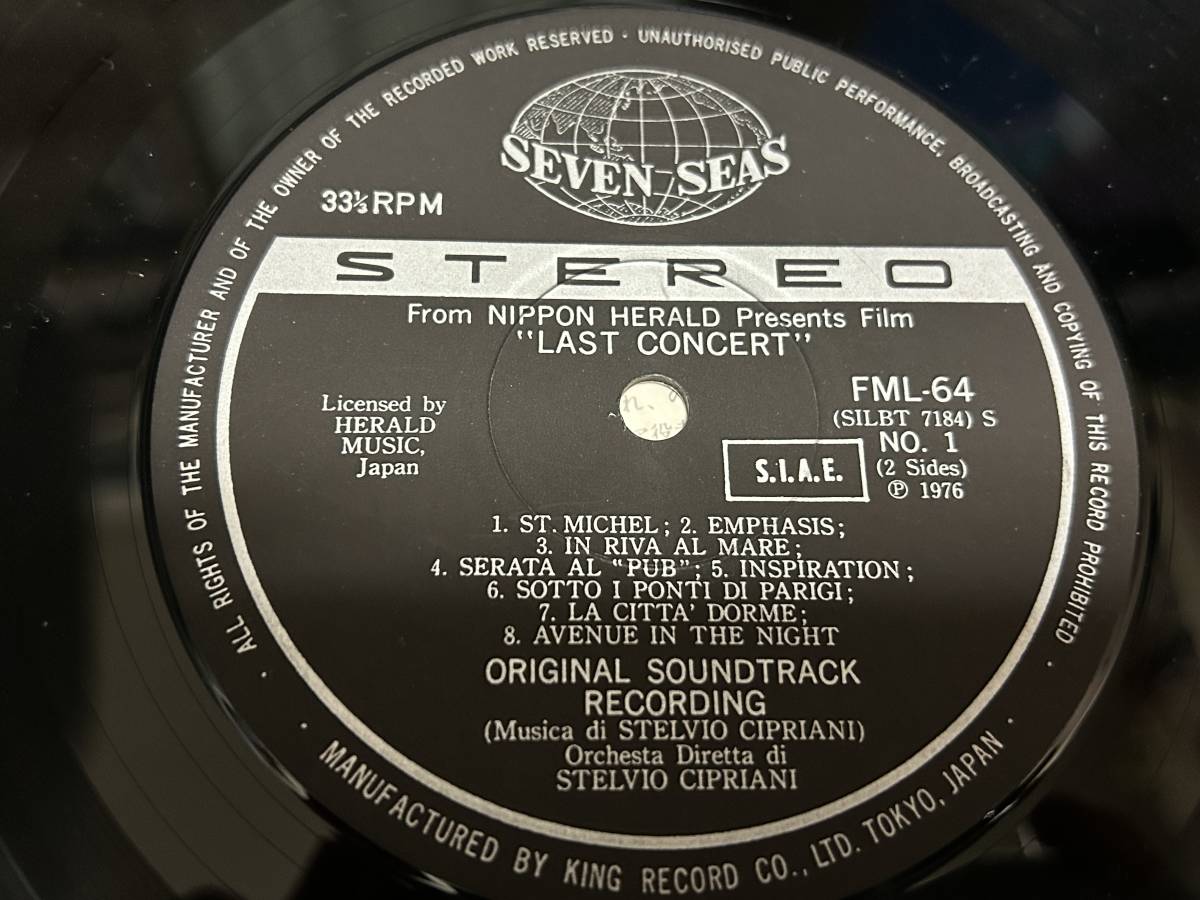 ALL RIGHTS OF THE MANUFACTURER AND OF THE OWNER OF THE RECORDED WORK RESERVED · UNAUTHORISED PUBLIC PERFORMANCE, BROADCASTING AND COPYING OF THIS RECORD PROHIBITED ·
SEVEN SEAS
33⅓ RPM
STEREO
From NIPPON HERALD Presents Film
"LAST CONCERT"
Licensed by
HERALD
MUSIC,
Japan
FML-64
(SILBT 7184) S
NO. 1
(2 Sides)
℗ 1976
S.I.A.E.
1. ST. MICHEL; 2. EMPHASIS;
3. IN RIVA AL MARE;
4. SERATA AL "PUB"; 5. INSPIRATION;
6. SOTTO I PONTI DI PARIGI;
7. LA CITTA' DORME;
8. AVENUE IN THE NIGHT
ORIGINAL SOUNDTRACK
RECORDING
(Musica di STELVIO CIPRIANI)
Orchesta Diretta di
STELVIO CIPRIANI
· MANUFACTURED BY KING RECORD CO., LTD. TOKYO, JAPAN ·